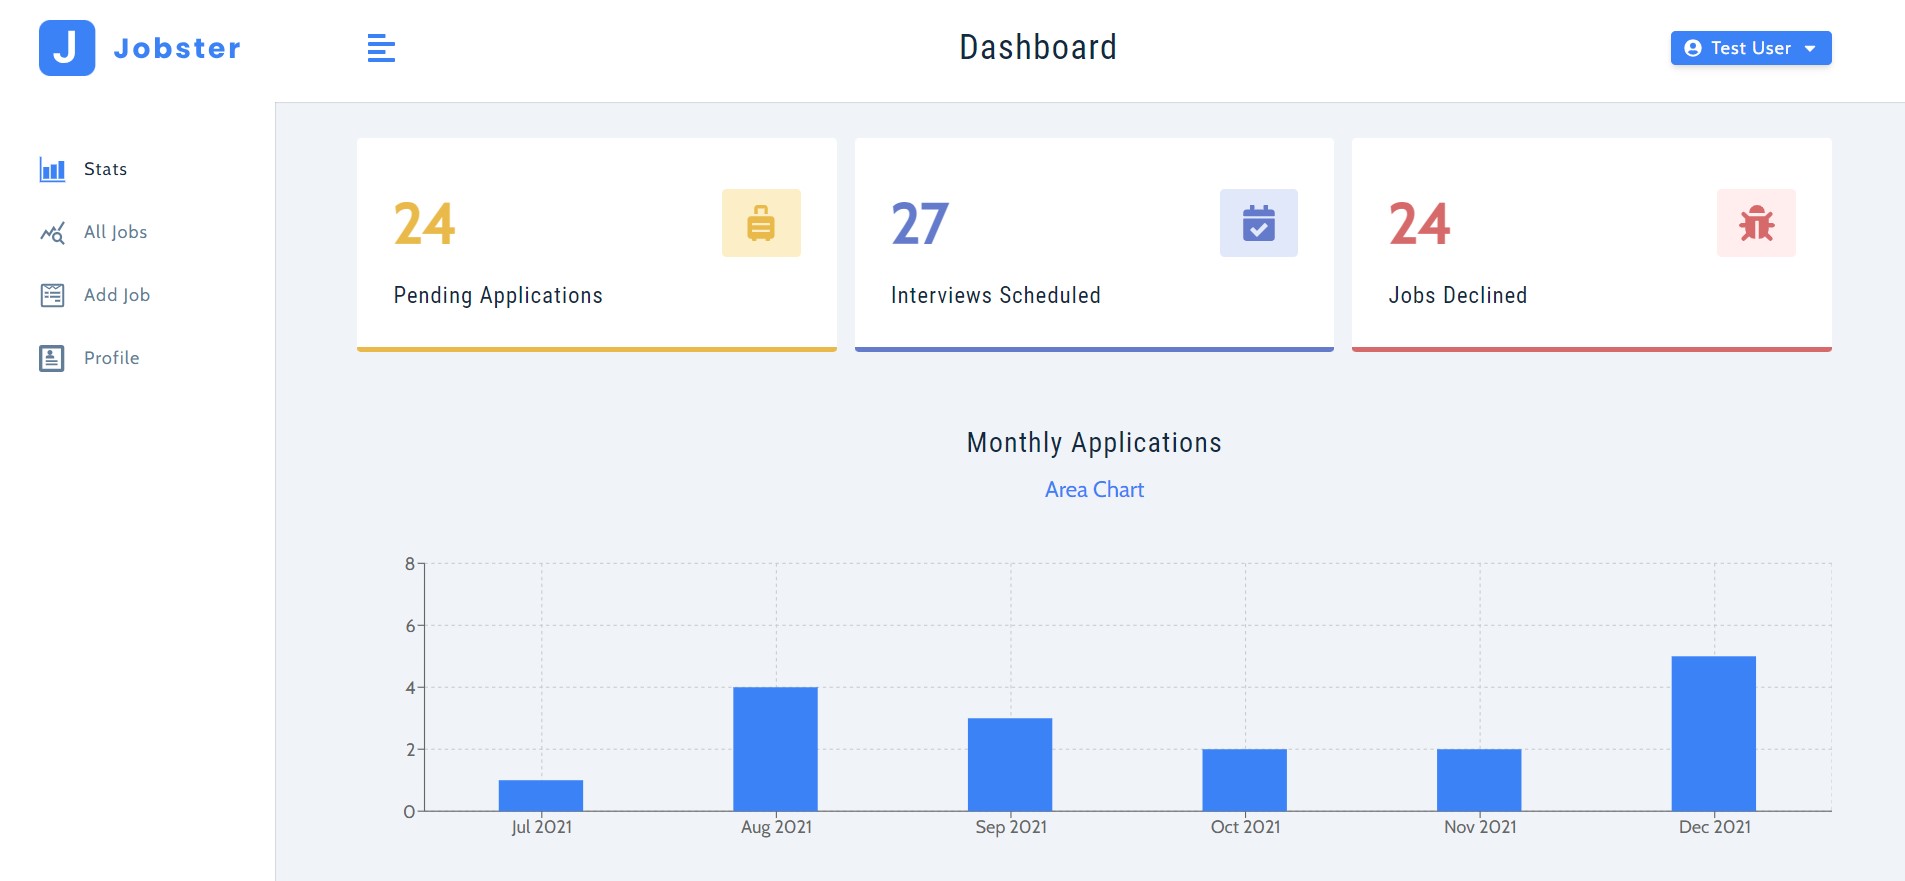 J Jobster
Dashboard
Test User
Stats
All Jobs
Add Job
Profile
24
Pending Applications
27
Interviews Scheduled
24
Jobs Declined
Monthly Applications
Area Chart
8
6
4
2
0
Jul 2021 Aug 2021 Sep 2021 Oct 2021 Nov 2021 Dec 2021